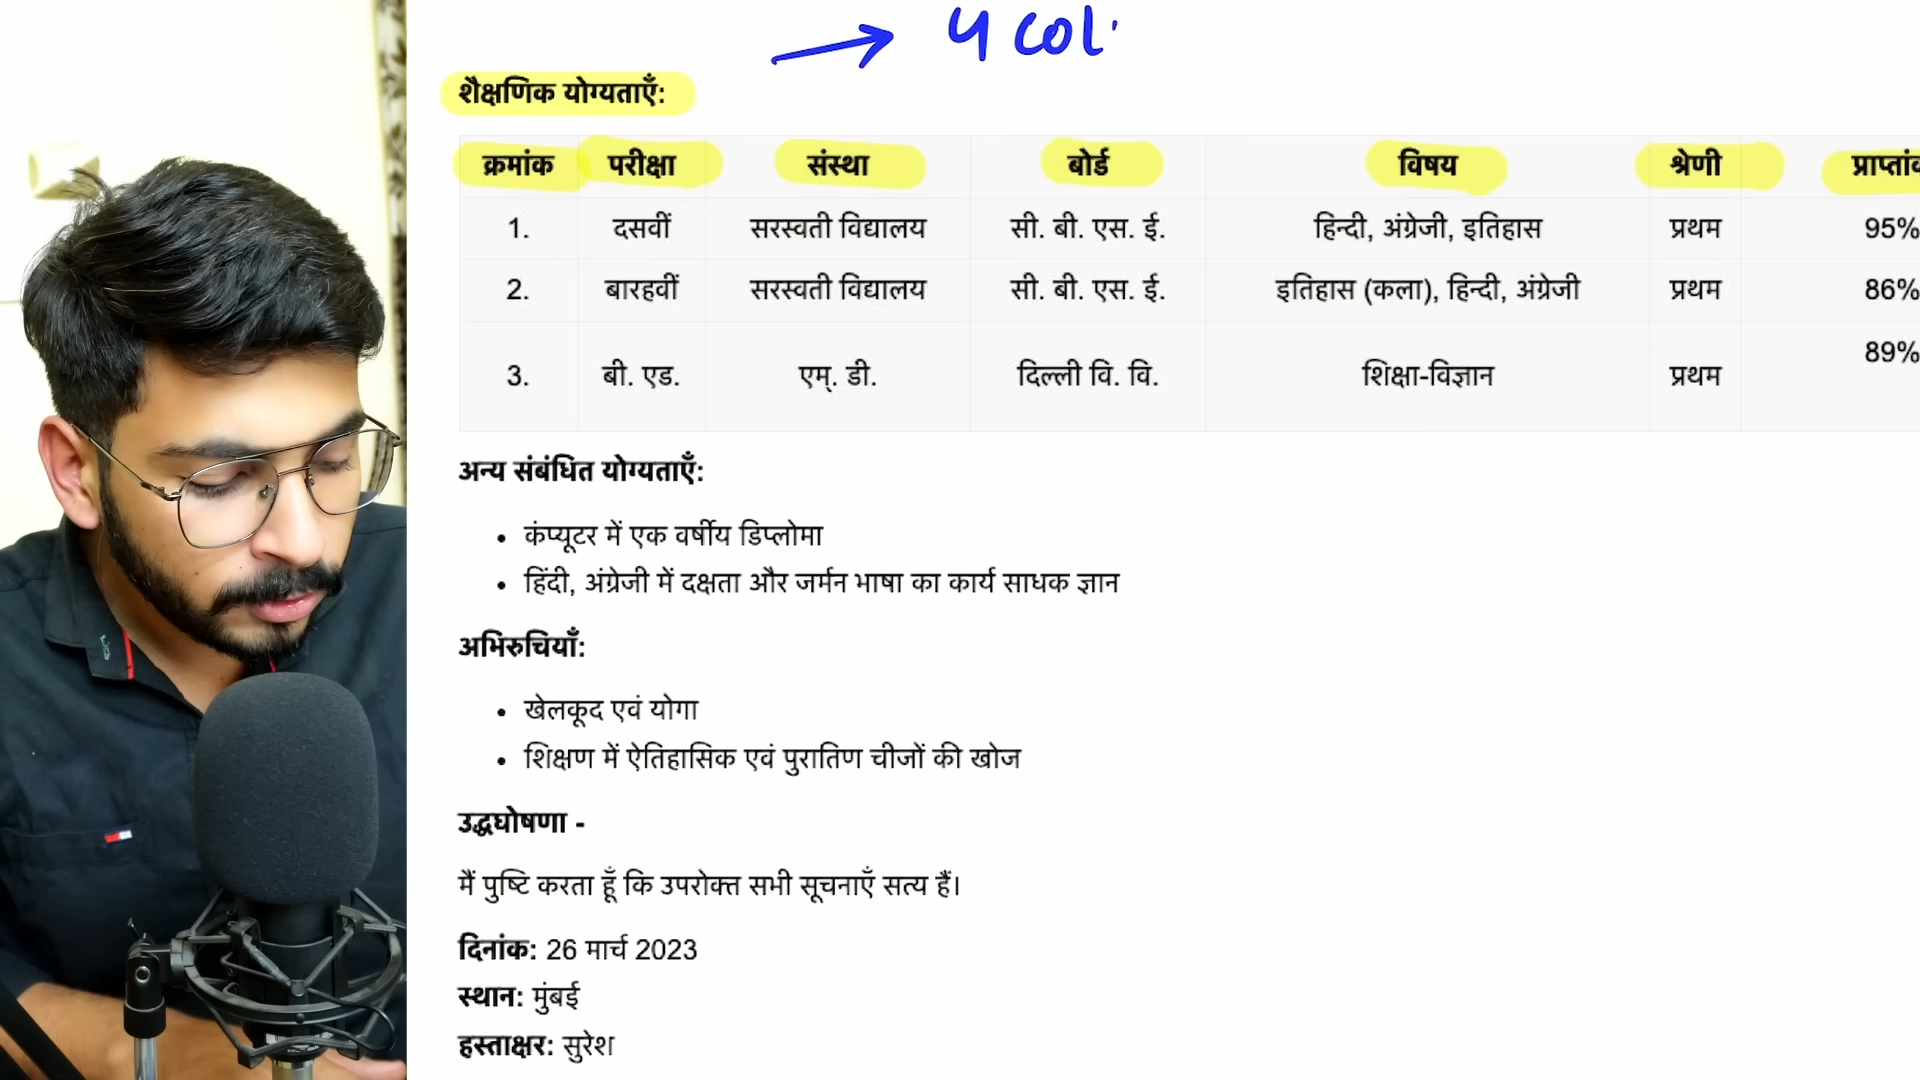 4 col.
शैक्षणिक योग्यताएँ:
क्रमांक परीक्षा संस्था बोर्ड विषय श्रेणी
1. दसवीं सरस्वती विद्यालय सी. बी. एस. ई. हिन्दी, अंग्रेजी, इतिहास प्रथम 95%
2. बारहवीं सरस्वती विद्यालय सी. बी. एस. ई. इतिहास (कला), हिन्दी, अंग्रेजी प्रथम 86%
3. बी. एड. एम्. डी. दिल्ली वि. वि. शिक्षा-विज्ञान प्रथम 89%
अन्य संबंधित योग्यताएँ:
• कंप्यूटर में एक वर्षीय डिप्लोमा
• हिंदी, अंग्रेजी में दक्षता और जर्मन भाषा का कार्य साधक ज्ञान
अभिरुचियाँ:
• खेलकूद एवं योगा
• शिक्षण में ऐतिहासिक एवं पुरातिण चीजों की खोज
उद्धघोषणा -
मैं पुष्टि करता हूँ कि उपरोक्त सभी सूचनाएँ सत्य हैं।
दिनांक: 26 मार्च 2023
स्थान: मुंबई
हस्ताक्षर: सुरेश